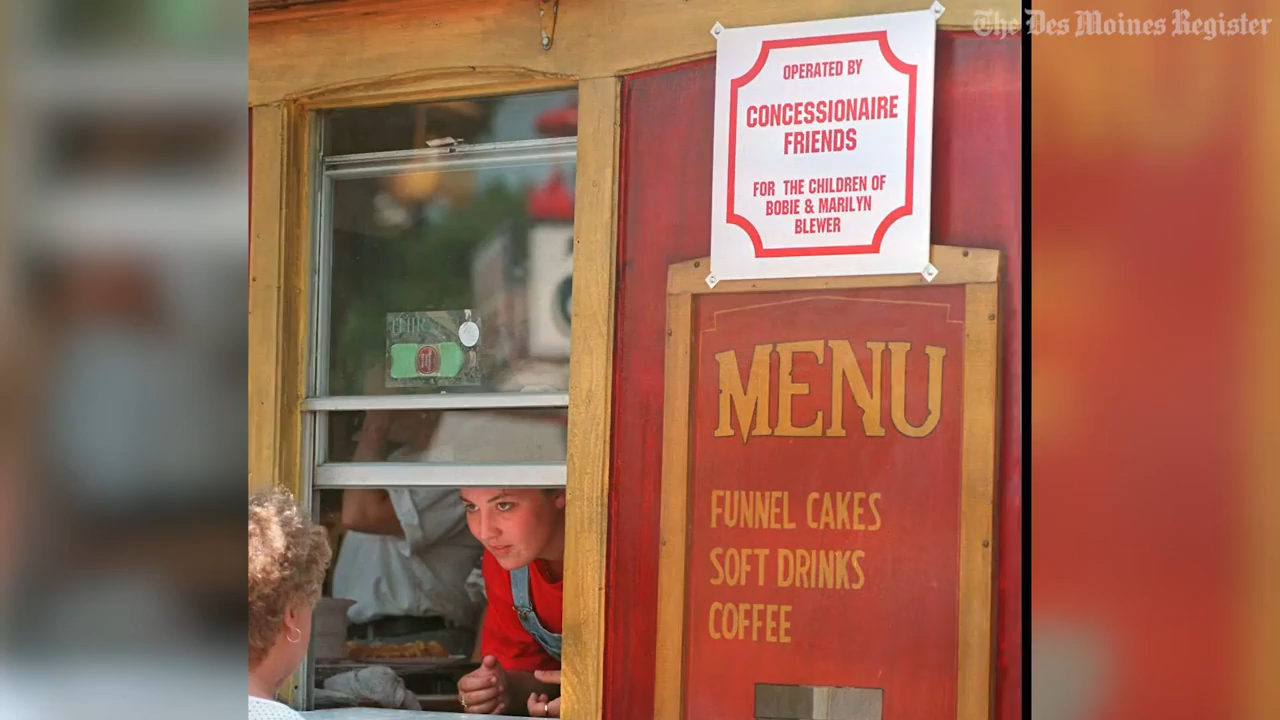 The Des Moines Register
OPERATED BY
CONCESSIONAIRE
FRIENDS
FOR THE CHILDREN OF
BOBIE & MARILYN
BLEWER
MENU
FUNNEL CAKES
SOFT DRINKS
COFFEE